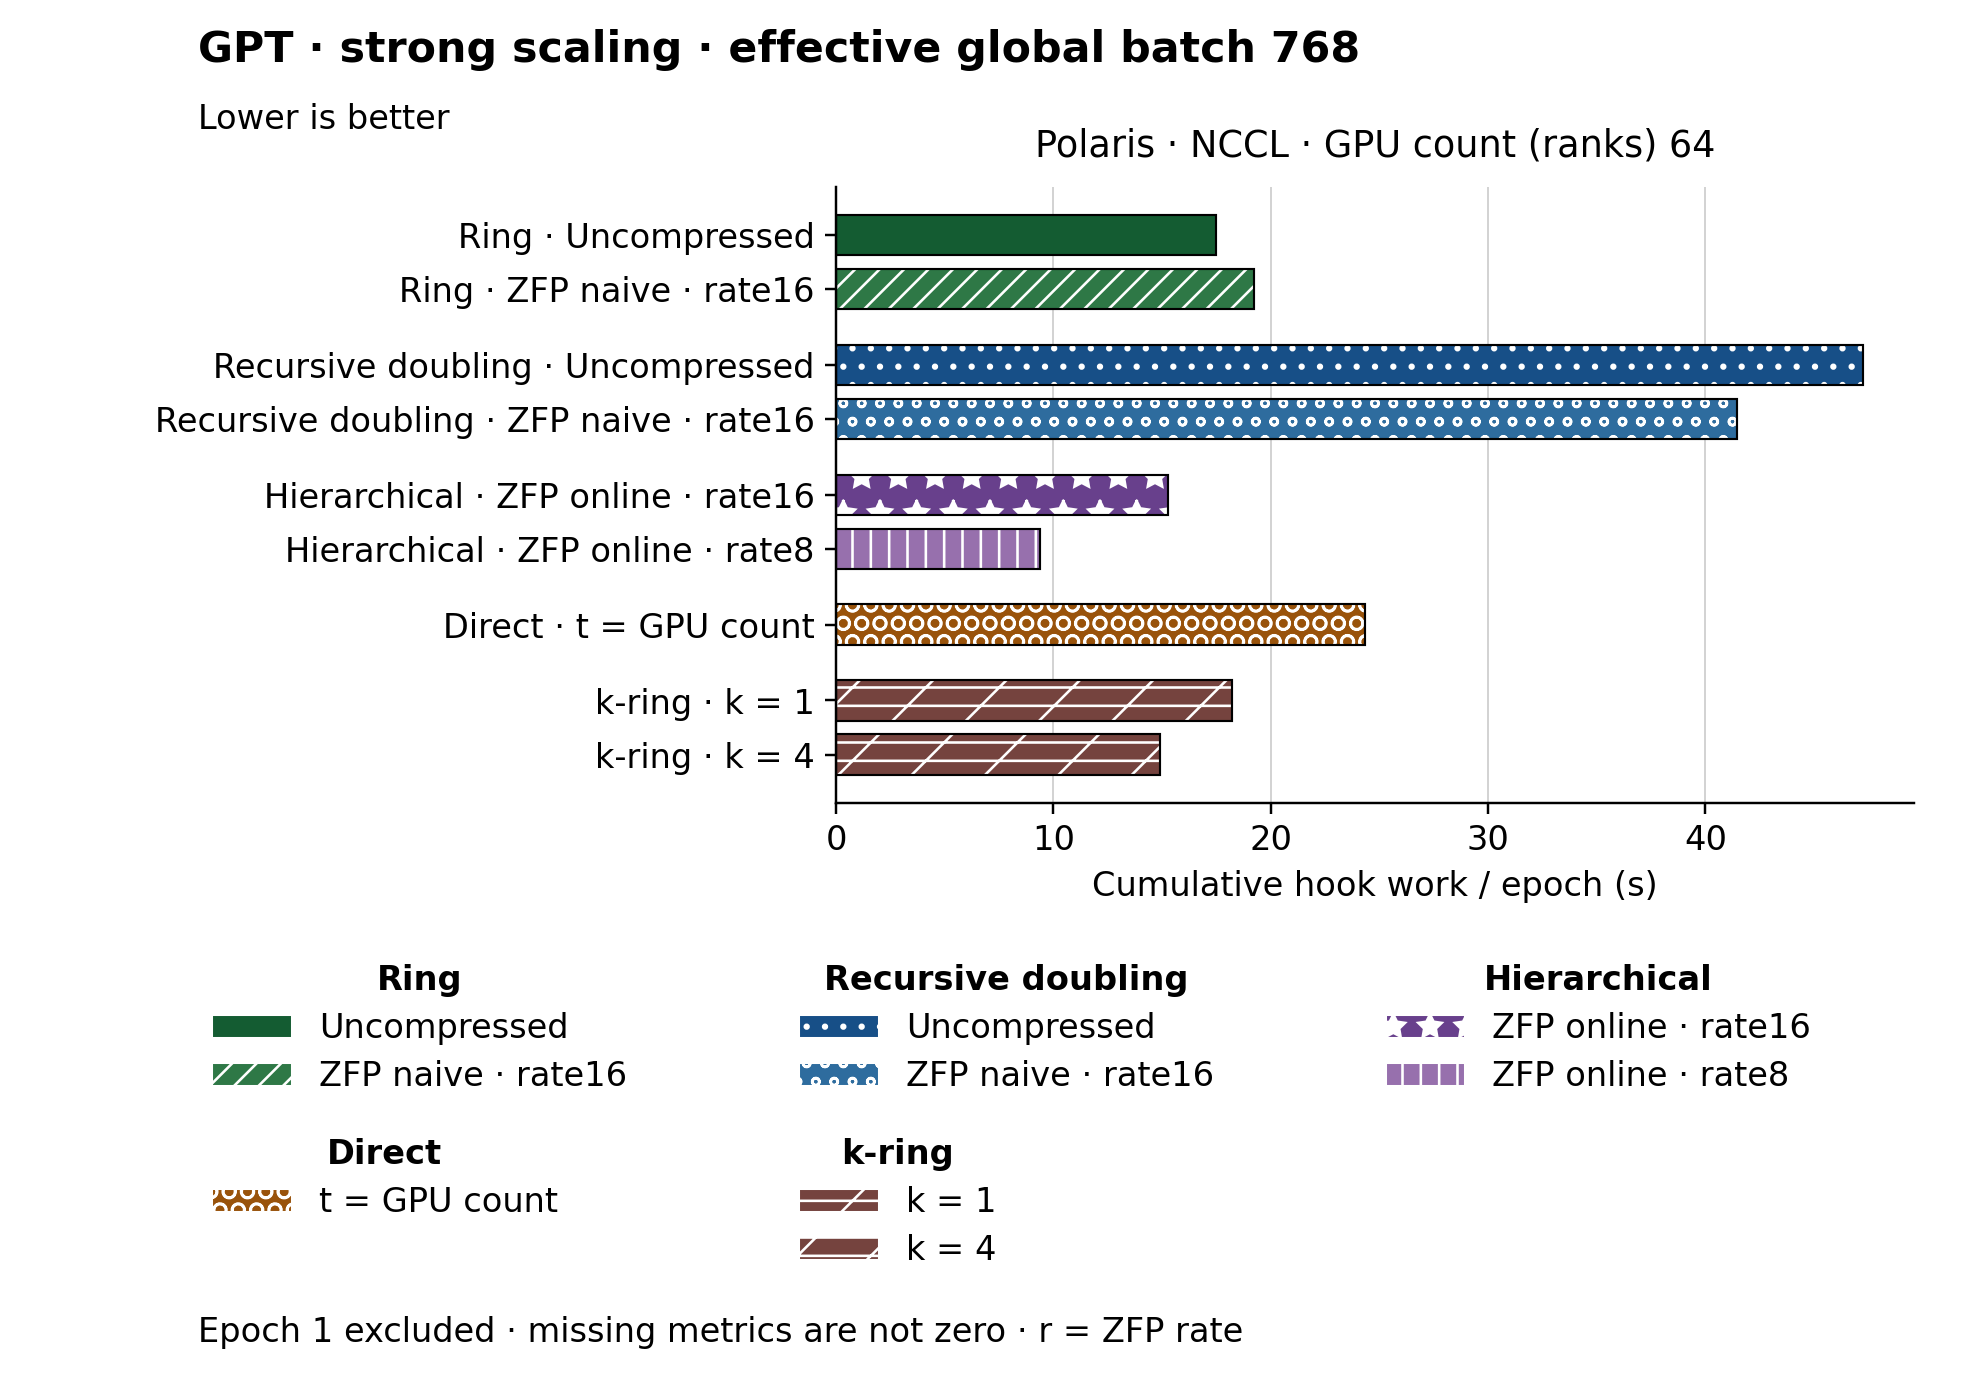 GPT · strong scaling · effective global batch 768
Lower is better
Polaris · NCCL · GPU count (ranks) 64
Ring · Uncompressed
Ring · ZFP naive · rate16
Recursive doubling · Uncompressed
Recursive doubling · ZFP naive · rate16
Hierarchical · ZFP online · rate16
Hierarchical · ZFP online · rate8
Direct · t = GPU count
k-ring · k = 1
k-ring · k = 4
0 10 20 30 40
Cumulative hook work / epoch (s)
Ring
Uncompressed
ZFP naive · rate16
Recursive doubling
Uncompressed
ZFP naive · rate16
Hierarchical
ZFP online · rate16
ZFP online · rate8
Direct
t = GPU count
k-ring
k = 1
k = 4
Epoch 1 excluded · missing metrics are not zero · r = ZFP rate